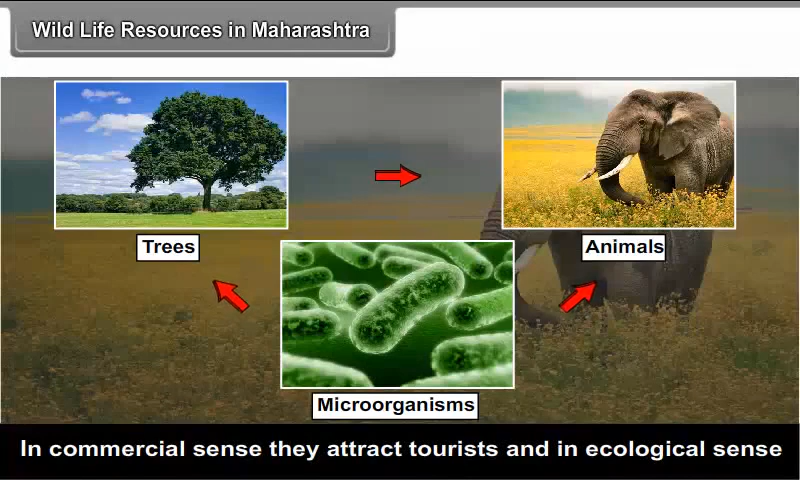 Wild Life Resources in Maharashtra
Trees
Animals
Microorganisms
In commercial sense they attract tourists and in ecological sense